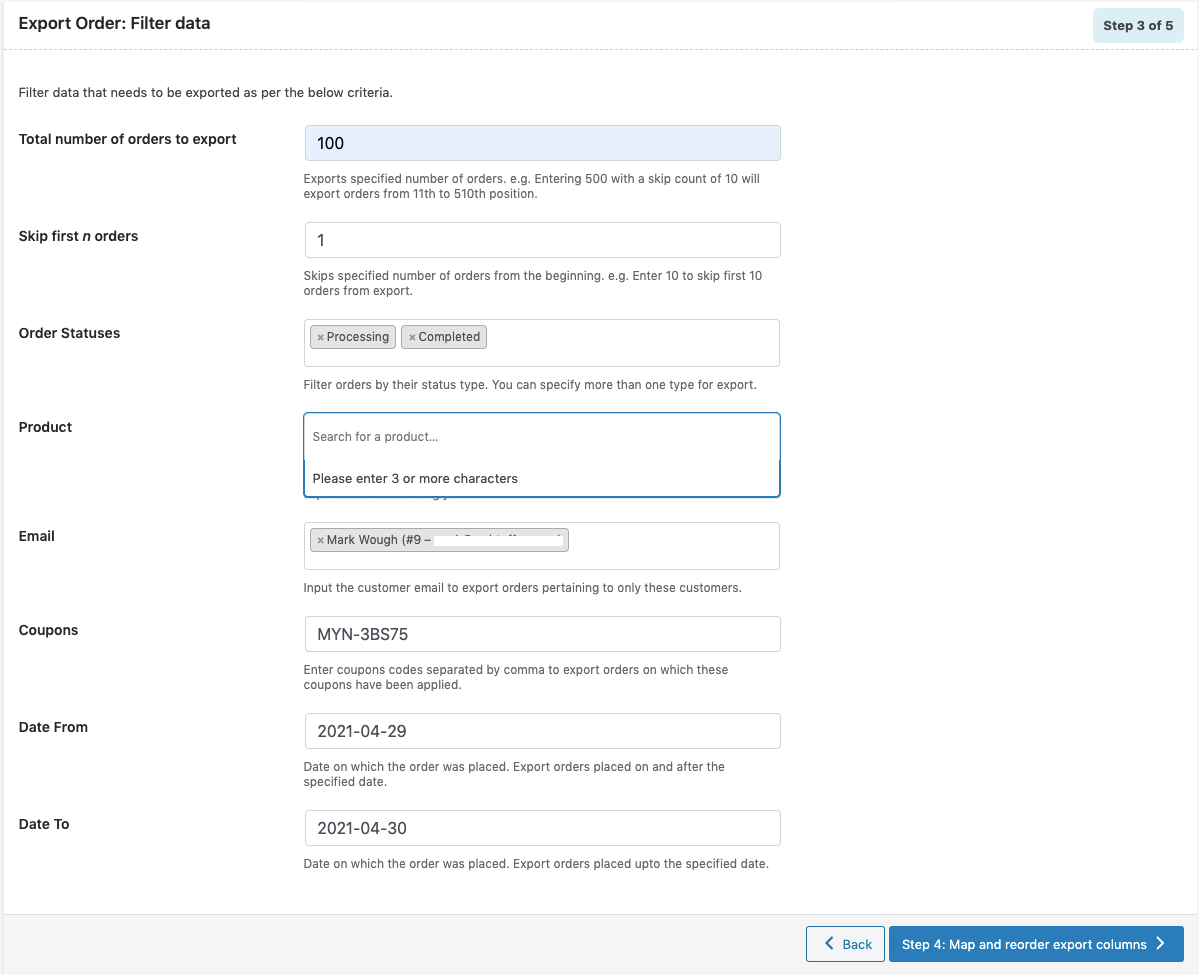 Export Order: Filter data
Step 3 of 5
Filter data that needs to be exported as per the below criteria.
Total number of orders to export
100
Exports specified number of orders. e.g. Entering 500 with a skip count of 10 will
export orders from 11th to 510th position.
Skip first n orders
1
Skips specified number of orders from the beginning. e.g. Enter 10 to skip first 10
orders from export.
Order Statuses
× Processing × Completed
Filter orders by their status type. You can specify more than one type for export.
Product
Search for a product...
Please enter 3 or more characters
Email
× Mark Wough (#9 –
Input the customer email to export orders pertaining to only these customers.
Coupons
MYN-3BS75
Enter coupons codes separated by comma to export orders on which these
coupons have been applied.
Date From
2021-04-29
Date on which the order was placed. Export orders placed on and after the
specified date.
Date To
2021-04-30
Date on which the order was placed. Export orders placed upto the specified date.
Back
Step 4: Map and reorder export columns